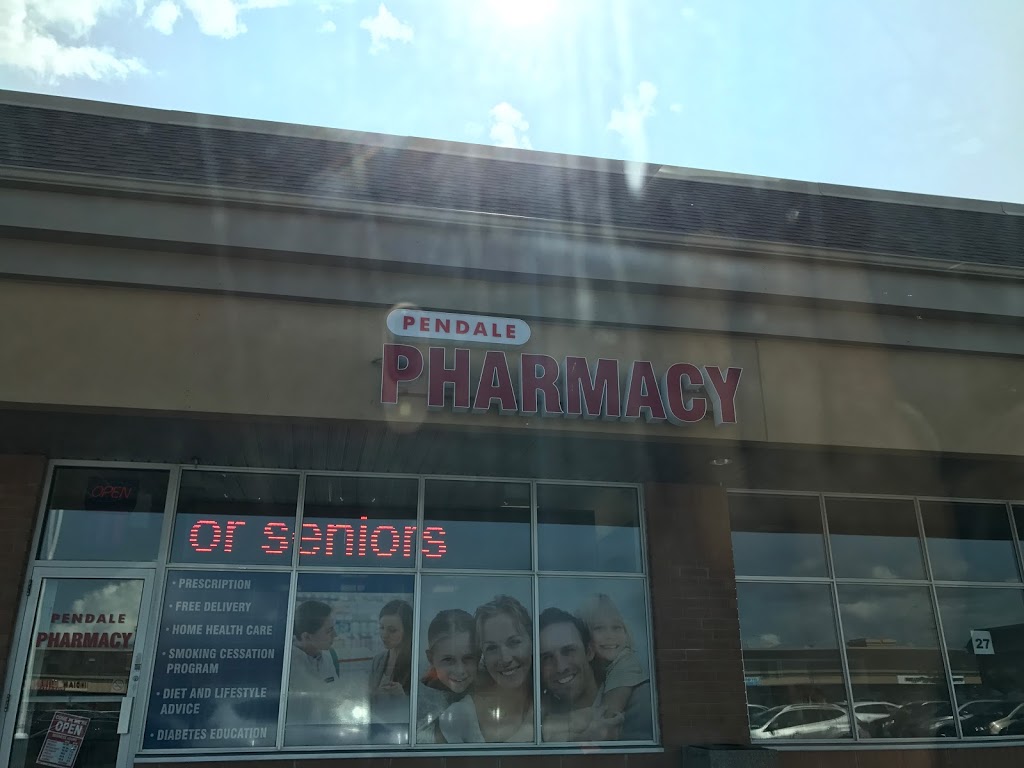 PENDALE
PHARMACY
OPEN
or seniors
• PRESCRIPTION
• FREE DELIVERY
• HOME HEALTH CARE
• SMOKING CESSATION
PROGRAM
• DIET AND LIFESTYLE
ADVICE
• DIABETES EDUCATION
PENDALE
PHARMACY
OPEN
27